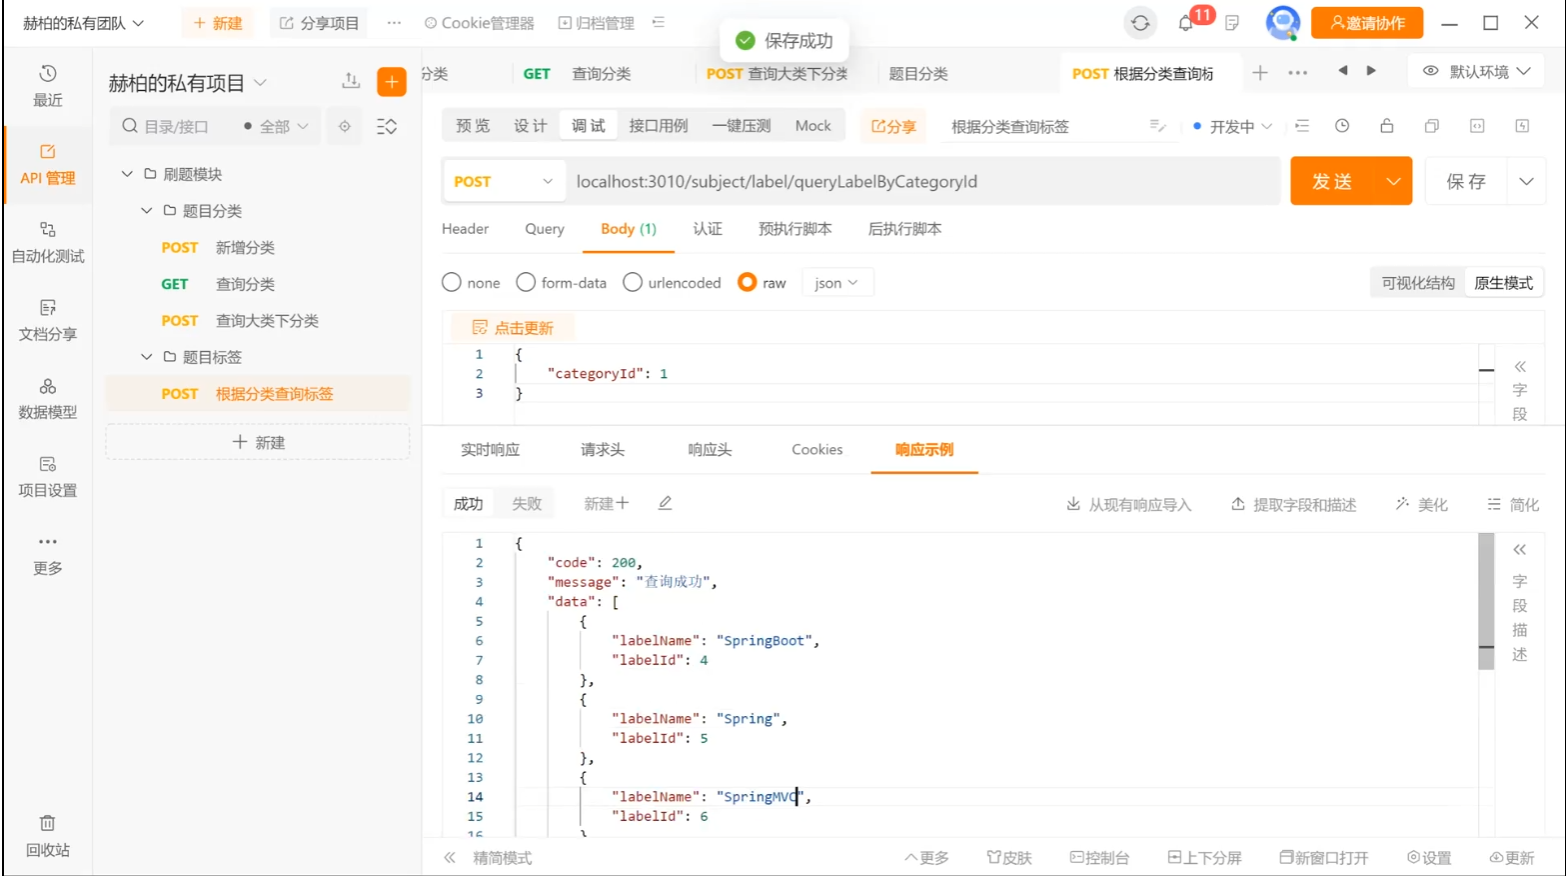 赫柏的私有团队
+ 新建
分享项目
Cookie管理器
归档管理
11
邀请协作
保存成功
最近
API 管理
自动化测试
文档分享
数据模型
项目设置
更多
回收站
赫柏的私有项目
目录/接口
全部
刷题模块
题目分类
POST 新增分类
GET 查询分类
POST 查询大类下分类
题目标签
POST 根据分类查询标签
+ 新建
分类
GET 查询分类
POST 查询大类下分类
题目分类
POST 根据分类查询标
默认环境
预览 设计 调试 接口用例 一键压测 Mock
分享
根据分类查询标签
开发中
POST
localhost:3010/subject/label/queryLabelByCategoryId
发送
保存
Header Query Body (1) 认证 预执行脚本 后执行脚本
none form-data urlencoded raw json
可视化结构 原生模式
点击更新
1 {
2 "categoryId": 1
3 }
字段
实时响应 请求头 响应头 Cookies 响应示例
成功 失败 新建+
从现有响应导入 提取字段和描述 美化 简化
1 {
2 "code": 200,
3 "message": "查询成功",
4 "data": [
5 {
6 "labelName": "SpringBoot",
7 "labelId": 4
8 },
9 {
10 "labelName": "Spring",
11 "labelId": 5
12 },
13 {
14 "labelName": "SpringMVC",
15 "labelId": 6
16 }
字段描述
精简模式
更多 皮肤 控制台 上下分屏 新窗口打开 设置 更新